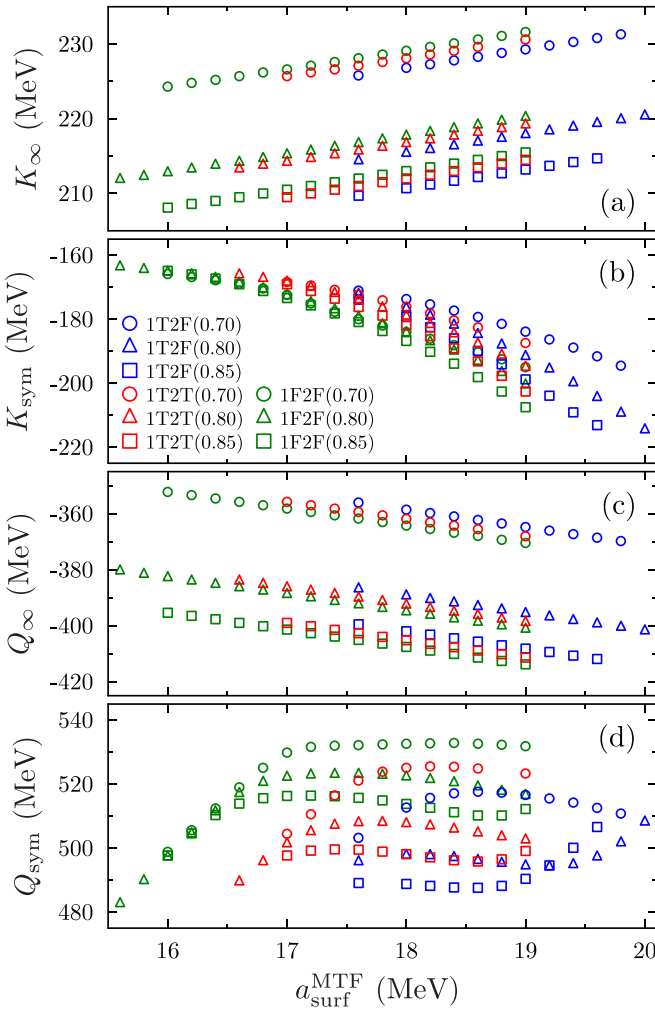 230
220
210
K∞ (MeV)
(a)
-160
-180
-200
-220
Ksym (MeV)
(b)
1T2F(0.70)
1T2F(0.80)
1T2F(0.85)
1T2T(0.70) 1F2F(0.70)
1T2T(0.80) 1F2F(0.80)
1T2T(0.85) 1F2F(0.85)
-360
-380
-400
-420
Q∞ (MeV)
(c)
540
520
500
480
Qsym (MeV)
(d)
16 17 18 19 20
a_surf^MTF (MeV)